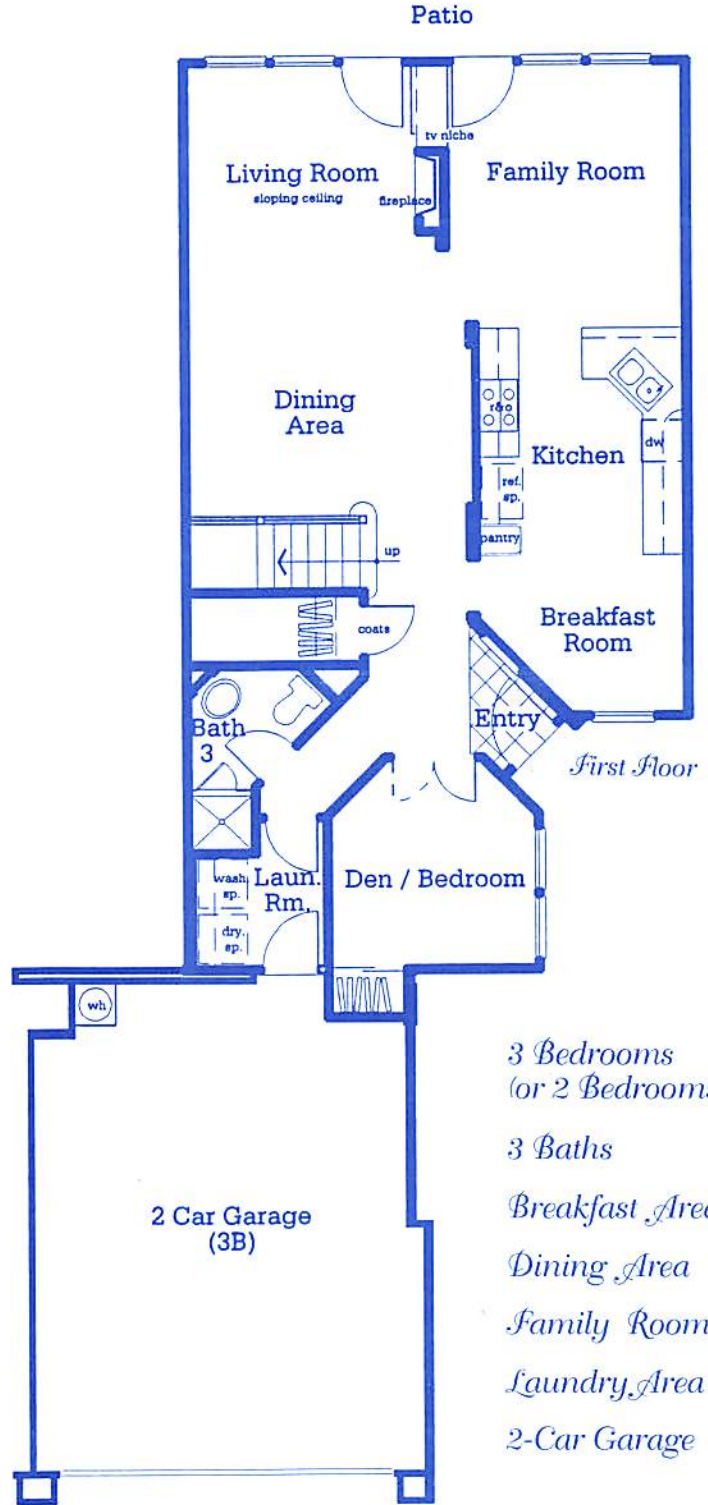 Patio
tv niche
Living Room
sloping ceiling
fireplace
Family Room
Dining
Area
r&o
Kitchen
dw
ref.
sp.
pantry
up
coats
Breakfast
Room
Bath
3
Entry
First Floor
wash
sp.
Laun.
Rm.
Den / Bedroom
dry.
sp.
wh
3 Bedrooms
(or 2 Bedrooms
3 Baths
Breakfast Area
2 Car Garage
(3B)
Dining Area
Family Room
Laundry Area
2-Car Garage